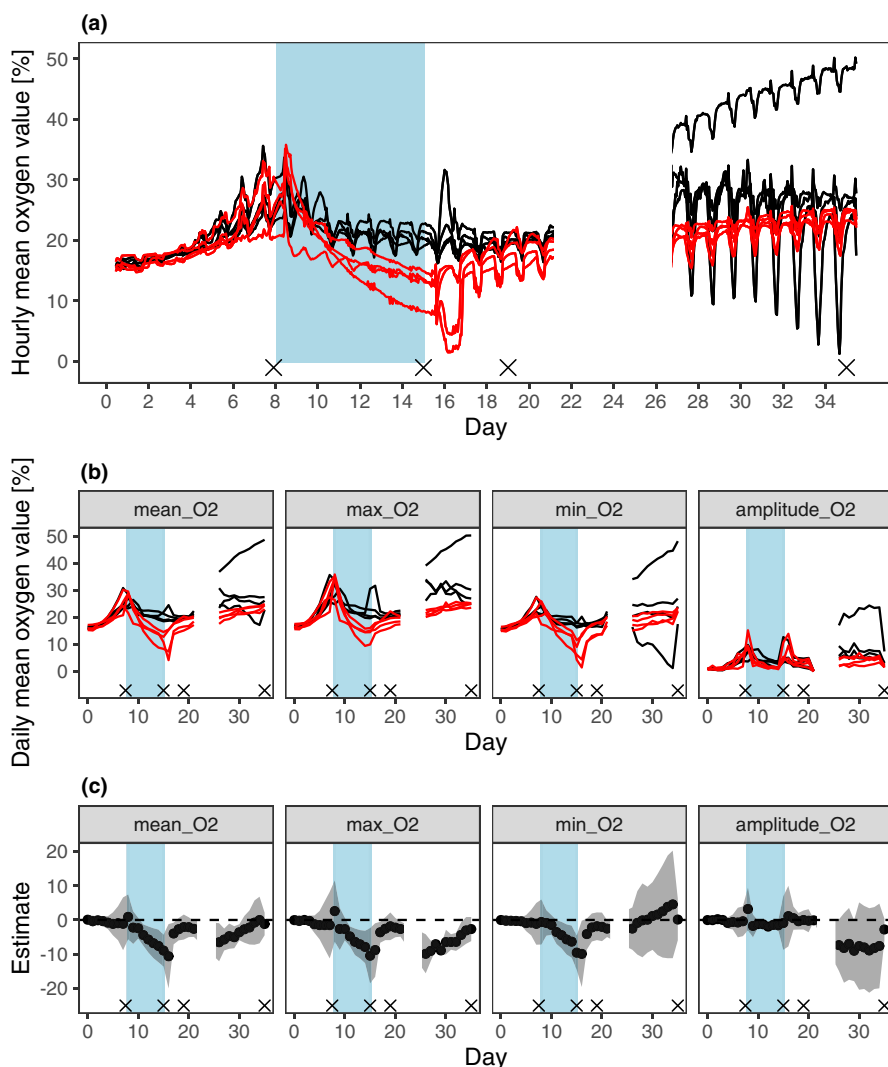 (a)
Hourly mean oxygen value [%]
50
40
30
20
10
0
0 2 4 6 8 10 12 14 16 18 20 22 24 26 28 30 32 34
Day
(b)
Daily mean oxygen value [%]
mean_O2 max_O2 min_O2 amplitude_O2
50
40
30
20
10
0
0 10 20 30 0 10 20 30 0 10 20 30 0 10 20 30
Day
(c)
Estimate
mean_O2 max_O2 min_O2 amplitude_O2
20
10
0
-10
-20
0 10 20 30 0 10 20 30 0 10 20 30 0 10 20 30
Day